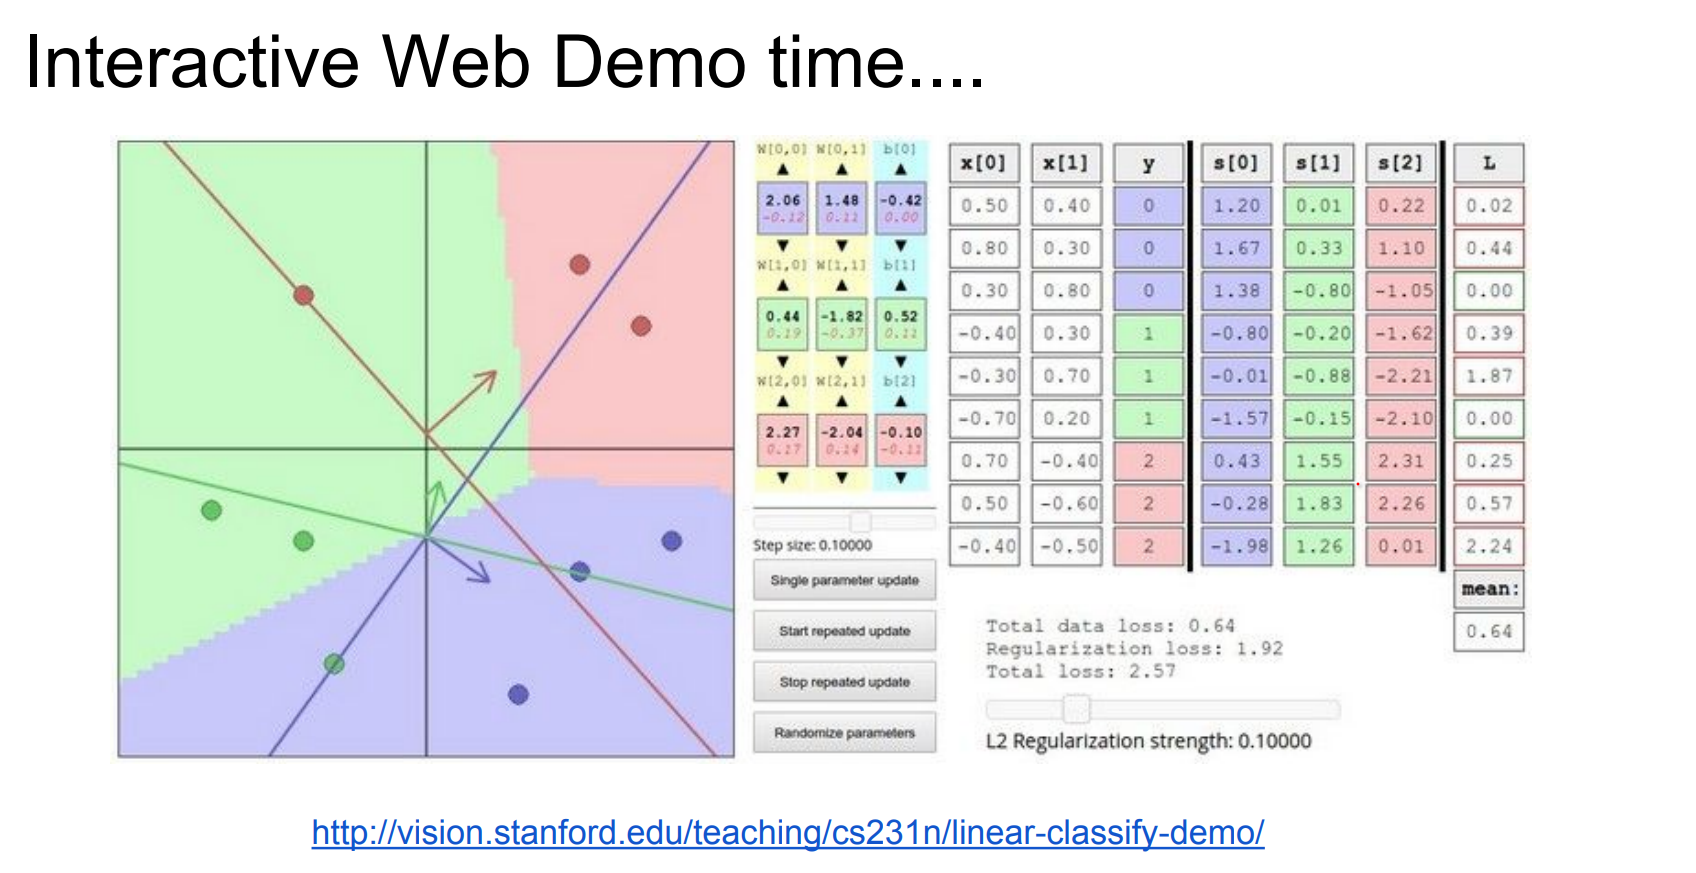 Interactive Web Demo time....
W[0,0] W[0,1] b[0]
2.06 1.48 -0.42
-0.12 0.11 0.00
W[1,0] W[1,1] b[1]
0.44 -1.82 0.52
0.19 -0.37 0.11
W[2,0] W[2,1] b[2]
2.27 -2.04 -0.10
0.17 0.14 -0.11
Step size: 0.10000
Single parameter update
Start repeated update
Stop repeated update
Randomize parameters
x[0] x[1] y s[0] s[1] s[2] L
0.50 0.40 0 1.20 0.01 0.22 0.02
0.80 0.30 0 1.67 0.33 1.10 0.44
0.30 0.80 0 1.38 -0.80 -1.05 0.00
-0.40 0.30 1 -0.80 -0.20 -1.62 0.39
-0.30 0.70 1 -0.01 -0.88 -2.21 1.87
-0.70 0.20 1 -1.57 -0.15 -2.10 0.00
0.70 -0.40 2 0.43 1.55 2.31 0.25
0.50 -0.60 2 -0.28 1.83 2.26 0.57
-0.40 -0.50 2 -1.98 1.26 0.01 2.24
mean:
0.64
Total data loss: 0.64
Regularization loss: 1.92
Total loss: 2.57
L2 Regularization strength: 0.10000
http://vision.stanford.edu/teaching/cs231n/linear-classify-demo/